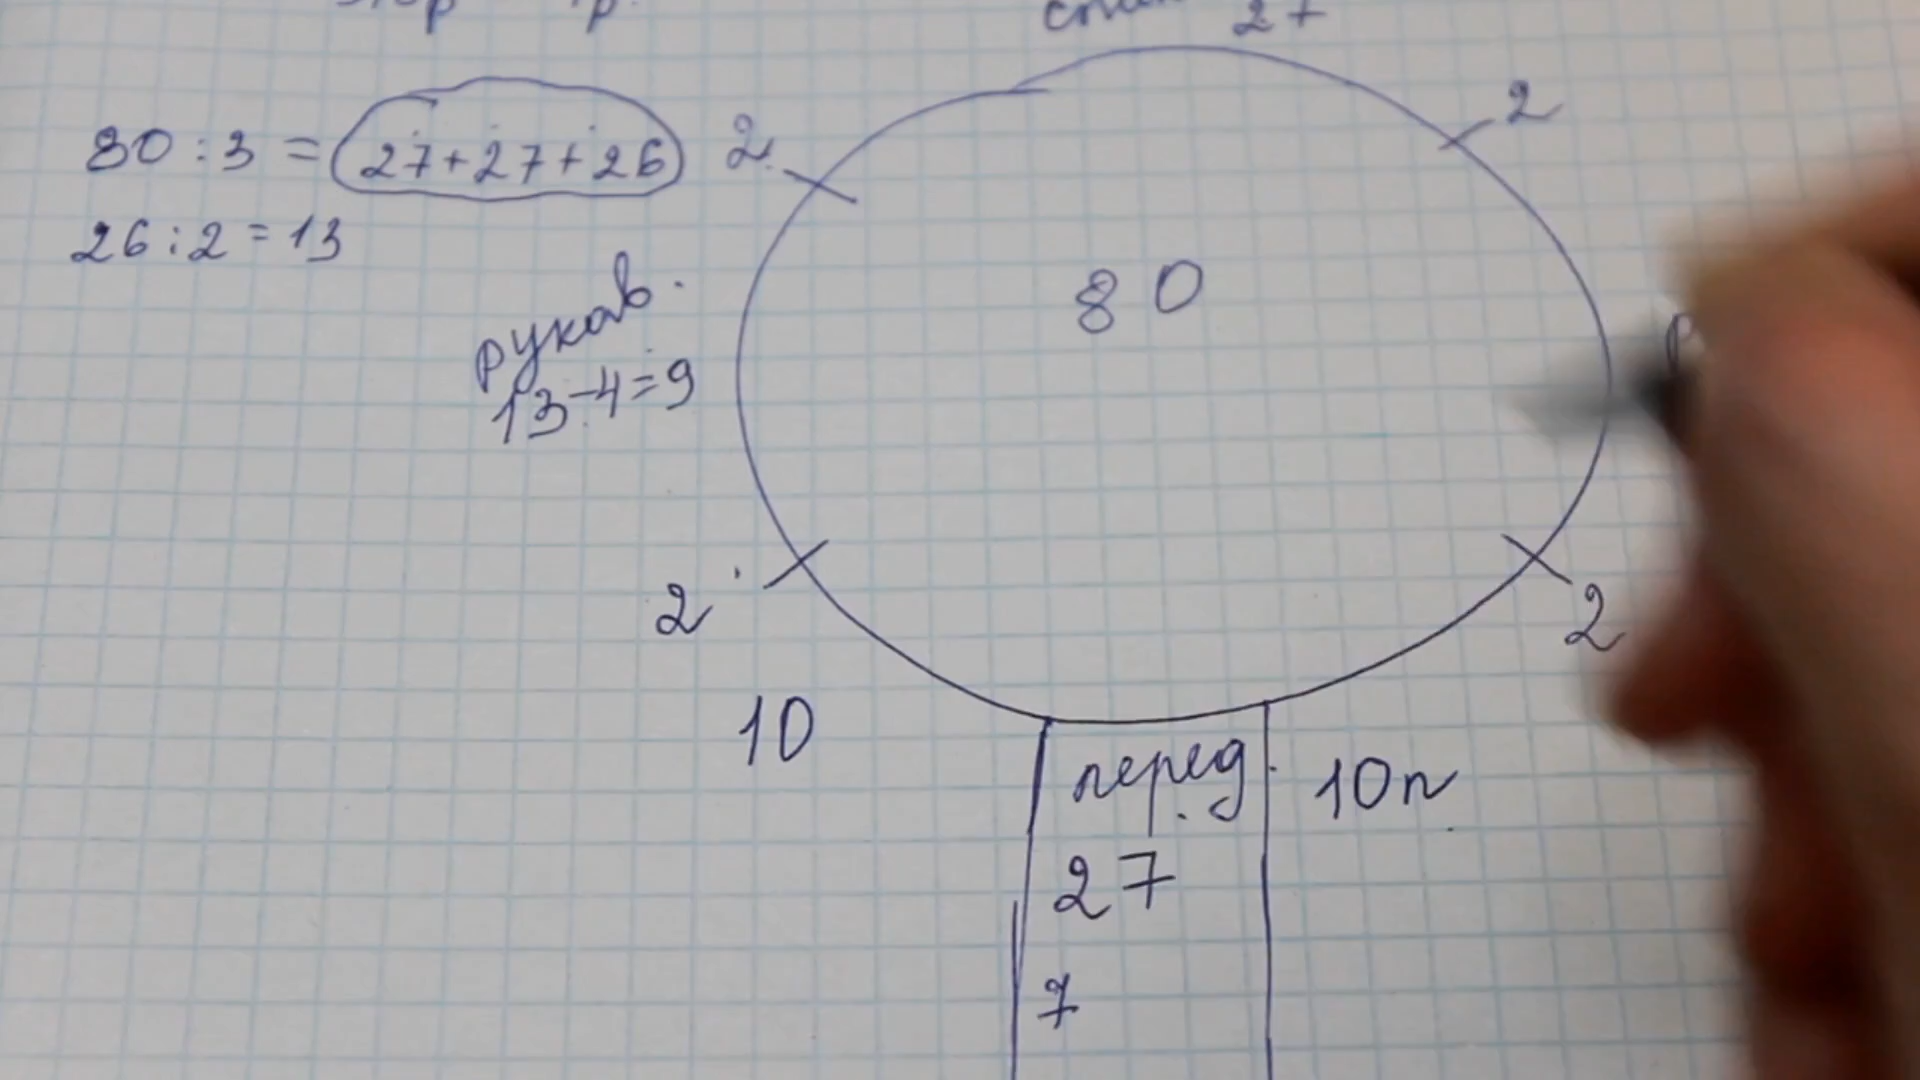 27
80 : 3 = 27+27+26
2
2
26 : 2 = 13
80
рукав.
13-4=9
2
2
10
перед.
10п
27
7